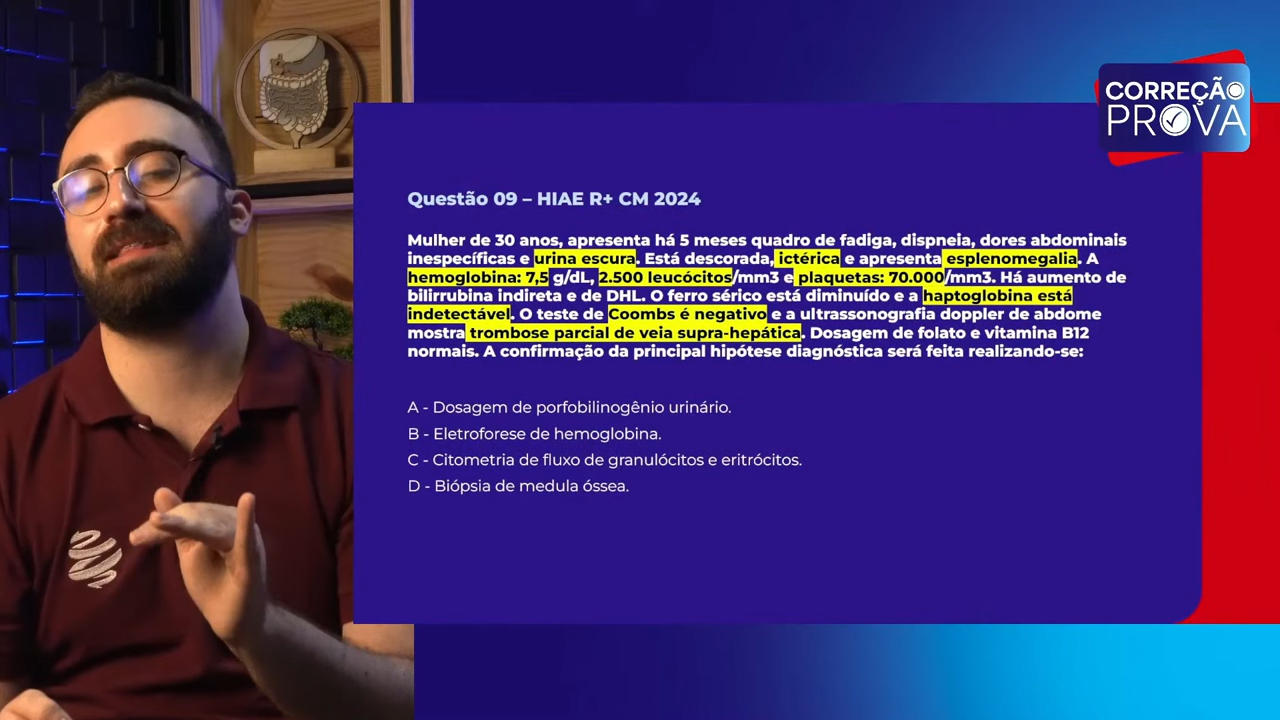 CORREÇÃO
PROVA
Questão 09 – HIAE R+ CM 2024
Mulher de 30 anos, apresenta há 5 meses quadro de fadiga, dispneia, dores abdominais
inespecíficas e urina escura. Está descorada, ictérica e apresenta esplenomegalia. A
hemoglobina: 7,5 g/dL, 2.500 leucócitos/mm3 e plaquetas: 70.000/mm3. Há aumento de
bilirrubina indireta e de DHL. O ferro sérico está diminuído e a haptoglobina está
indetectável. O teste de Coombs é negativo e a ultrassonografia doppler de abdome
mostra trombose parcial de veia supra-hepática. Dosagem de folato e vitamina B12
normais. A confirmação da principal hipótese diagnóstica será feita realizando-se:
A - Dosagem de porfobilinogênio urinário.
B - Eletroforese de hemoglobina.
C - Citometria de fluxo de granulócitos e eritrócitos.
D - Biópsia de medula óssea.